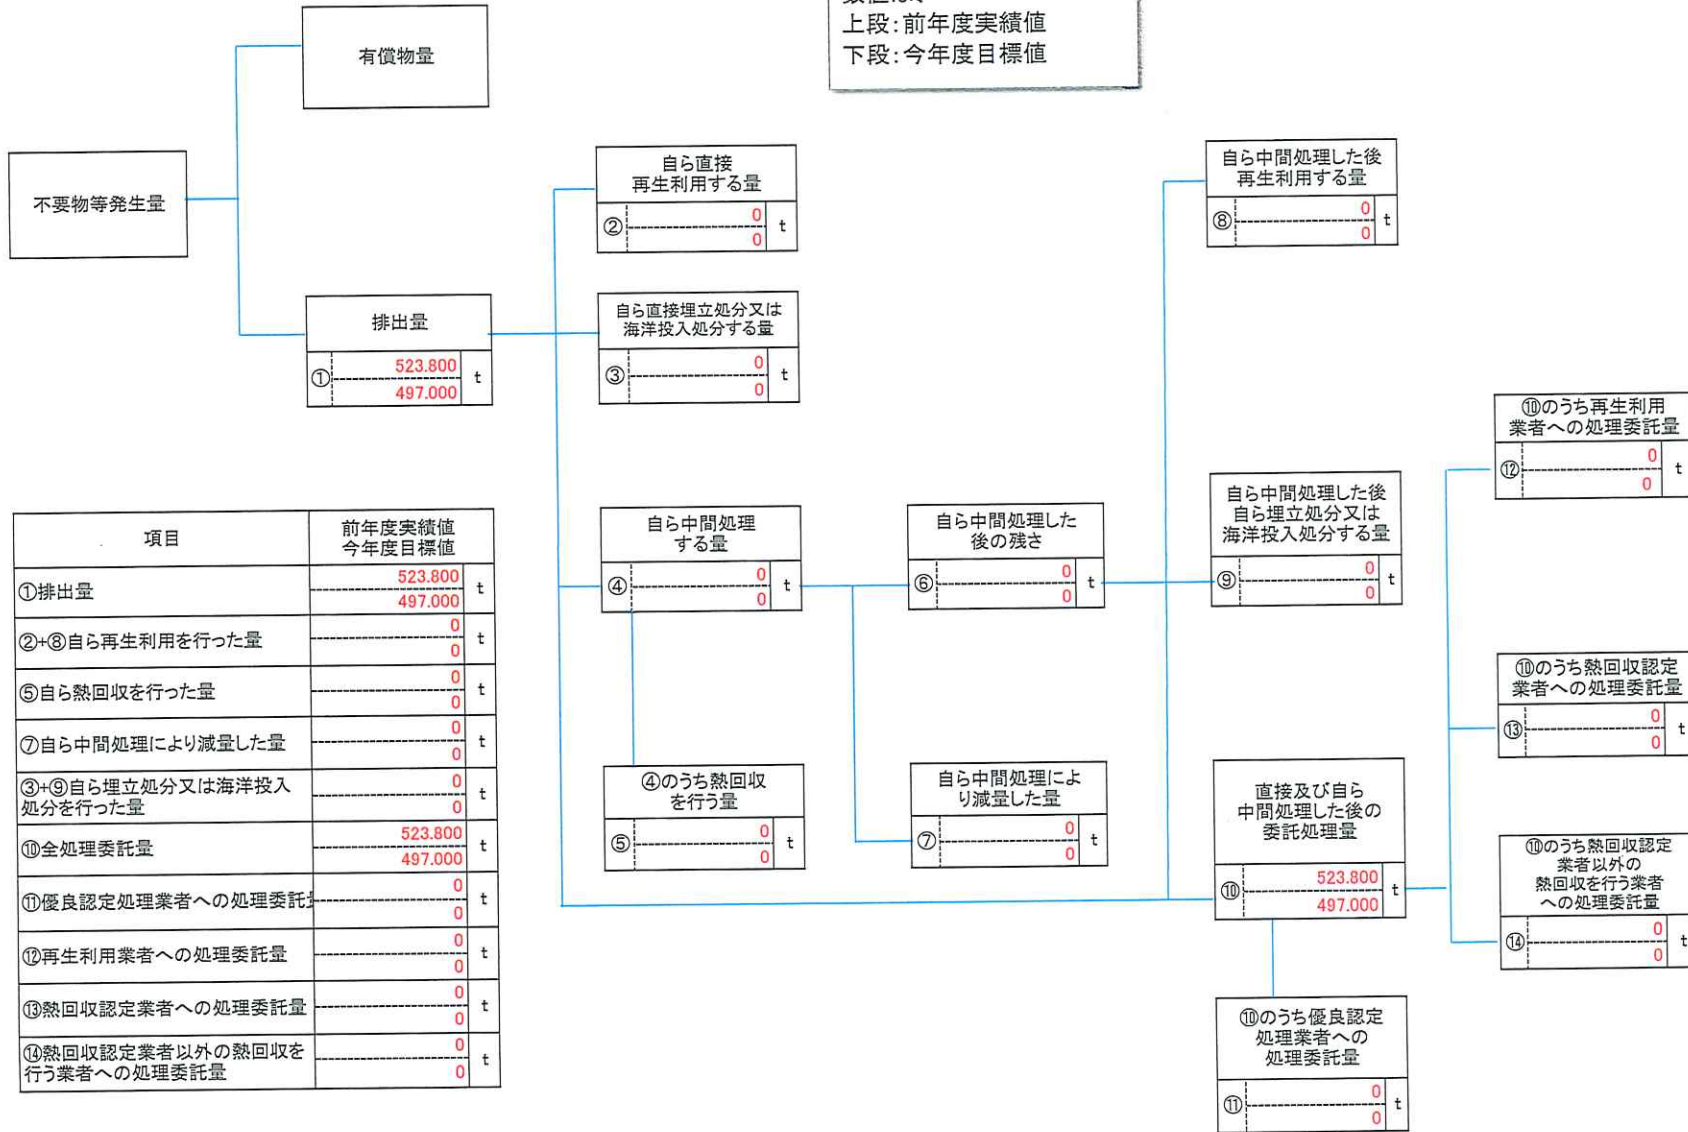 上段:前年度実績値
下段:今年度目標値
有償物量
不要物等発生量
排出量
① 523.800 t
497.000
自ら直接
再生利用する量
② 0 t
0
自ら直接埋立処分又は
海洋投入処分する量
③ 0 t
0
自ら中間処理
する量
④ 0 t
0
④のうち熱回収
を行う量
⑤ 0 t
0
自ら中間処理した
後の残さ
⑥ 0 t
0
自ら中間処理によ
り減量した量
⑦ 0 t
0
自ら中間処理した後
再生利用する量
⑧ 0 t
0
自ら中間処理した後
自ら埋立処分又は
海洋投入処分する量
⑨ 0 t
0
直接及び自ら
中間処理した後の
委託処理量
⑩ 523.800 t
497.000
⑩のうち優良認定
処理業者への
処理委託量
⑪ 0 t
0
⑩のうち再生利用
業者への処理委託量
⑫ 0 t
0
⑩のうち熱回収認定
業者への処理委託量
⑬ 0 t
0
⑩のうち熱回収認定
業者以外の
熱回収を行う業者
への処理委託量
⑭ 0 t
0
項目 前年度実績値
今年度目標値
①排出量 523.800 t
497.000
②+⑧自ら再生利用を行った量 0 t
0
⑤自ら熱回収を行った量 0 t
0
⑦自ら中間処理により減量した量 0 t
0
③+⑨自ら埋立処分又は海洋投入 0 t
処分を行った量 0
⑩全処理委託量 523.800 t
497.000
⑪優良認定処理業者への処理委託 0 t
0
⑫再生利用業者への処理委託量 0 t
0
⑬熱回収認定業者への処理委託量 0 t
0
⑭熱回収認定業者以外の熱回収を 0 t
行う業者への処理委託量 0